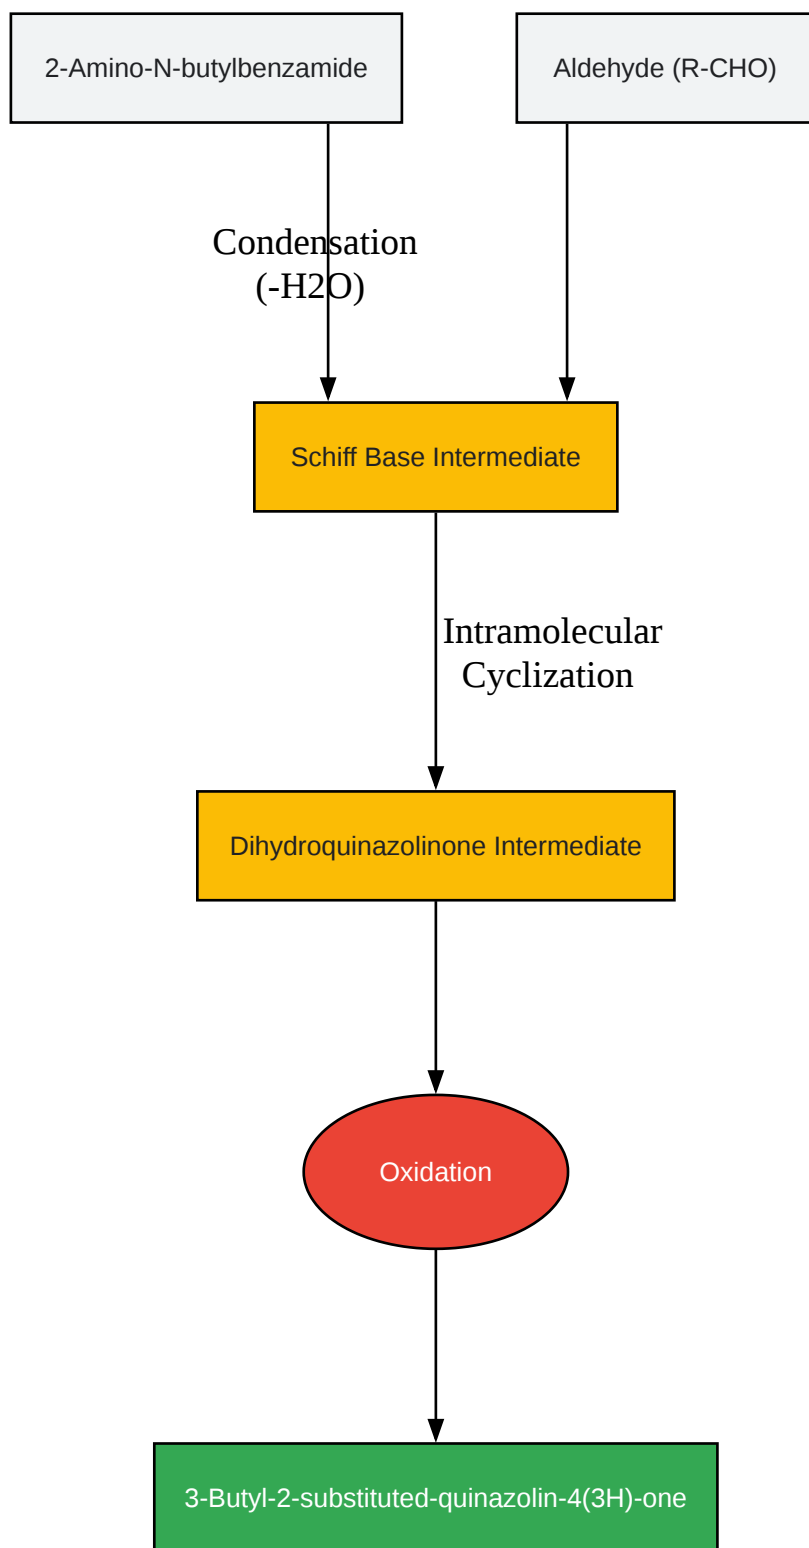 2-Amino-N-butylbenzamide
Aldehyde (R-CHO)
Condensation
(-H2O)
Schiff Base Intermediate
Intramolecular
Cyclization
Dihydroquinazolinone Intermediate
Oxidation
3-Butyl-2-substituted-quinazolin-4(3H)-one